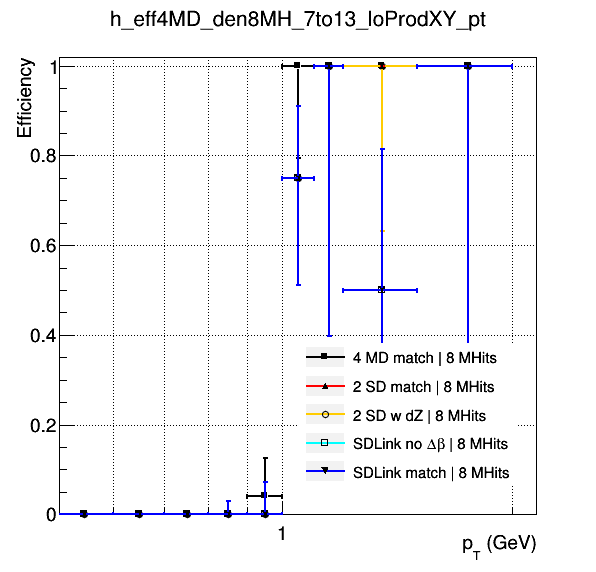 h_eff4MD_den8MH_7to13_loProdXY_pt
Efficiency
1
0.8
0.6
0.4
0.2
0
4 MD match | 8 MHits
2 SD match | 8 MHits
2 SD w dZ | 8 MHits
SDLink no Δβ | 8 MHits
SDLink match | 8 MHits
1
p_T (GeV)